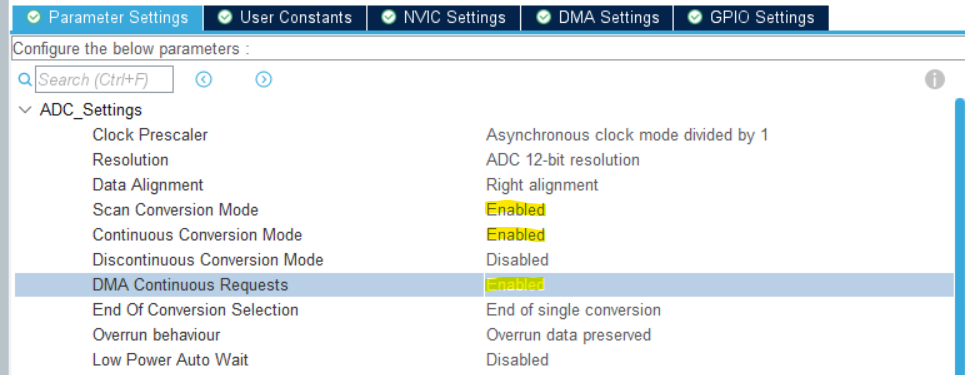 Parameter Settings User Constants NVIC Settings DMA Settings GPIO Settings
Configure the below parameters :
Search (Ctrl+F)
ADC_Settings
Clock Prescaler Asynchronous clock mode divided by 1
Resolution ADC 12-bit resolution
Data Alignment Right alignment
Scan Conversion Mode Enabled
Continuous Conversion Mode Enabled
Discontinuous Conversion Mode Disabled
DMA Continuous Requests Enabled
End Of Conversion Selection End of single conversion
Overrun behaviour Overrun data preserved
Low Power Auto Wait Disabled